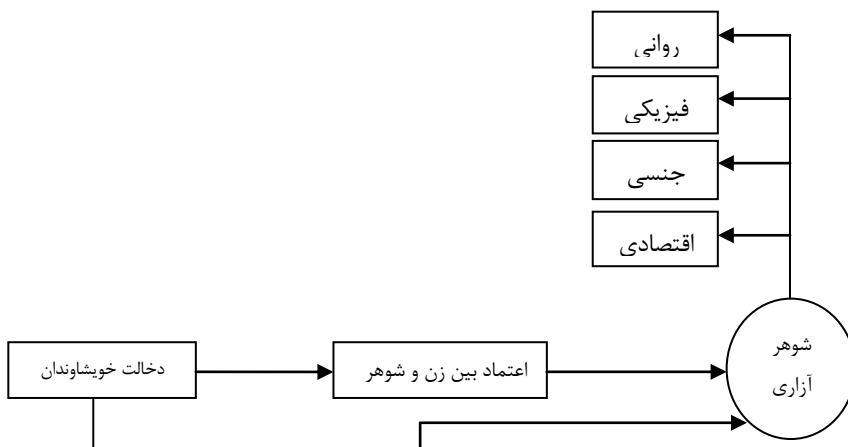 روانی
فیزیکی
جنسی
اقتصادی
شوهر
آزاری
اعتماد بین زن و شوهر
دخالت خویشاوندان